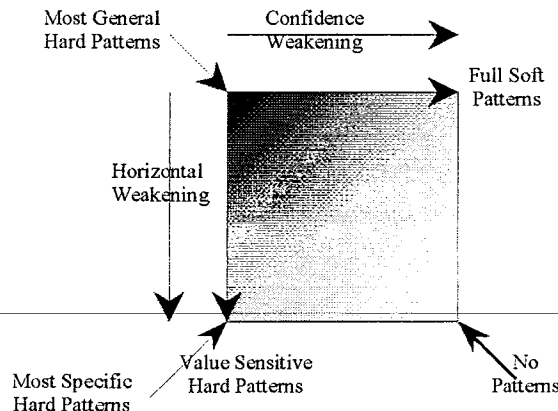 Most General
Hard Patterns
Confidence
Weakening
Full Soft
Patterns
Horizontal
Weakening
Most Specific
Hard Patterns
Value Sensitive
Hard Patterns
No
Patterns